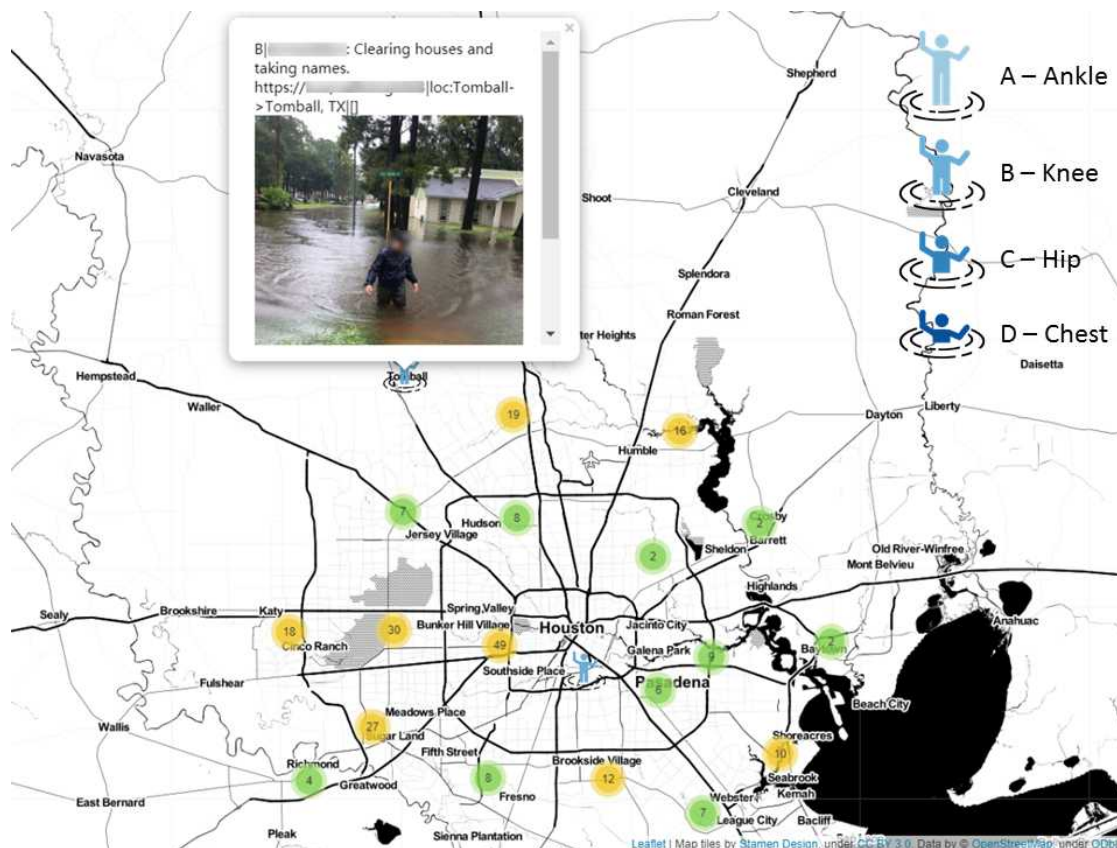 B| : Clearing houses and
taking names.
https:// |loc:Tomball-
>Tomball, TX|[]
A – Ankle
B – Knee
C – Hip
D – Chest
Shepherd
Navasota
Cleveland
Shoot
Splendora
Roman Forest
ter Heights
Daisetta
Hempstead
Tomball
Waller
19
16
Dayton
Liberty
Humble
7
8
2
Crosby
Hudson
Jersey Village
Barrett
2
Sheldon
Old River-Winfree
Mont Belvieu
Highlands
Sealy
Brookshire
Katy
Spring Valley
Bunker Hill Village
Houston
Jacinto City
Anahuac
18
30
49
Cinco Ranch
Galena Park
9
2
Baytown
Southside Place
Fulshear
Pasadena
6
Beach City
Wallis
Meadows Place
27
Sugar Land
Shoreacres
Fifth Street
Brookside Village
10
Richmond
4
Greatwood
8
12
Seabrook
Kemah
East Bernard
Fresno
Webster
7
League City
Bacliff
Pleak
Sienna Plantation
Leaflet | Map tiles by Stamen Design, under CC BY 3.0. Data by © OpenStreetMap, under ODb